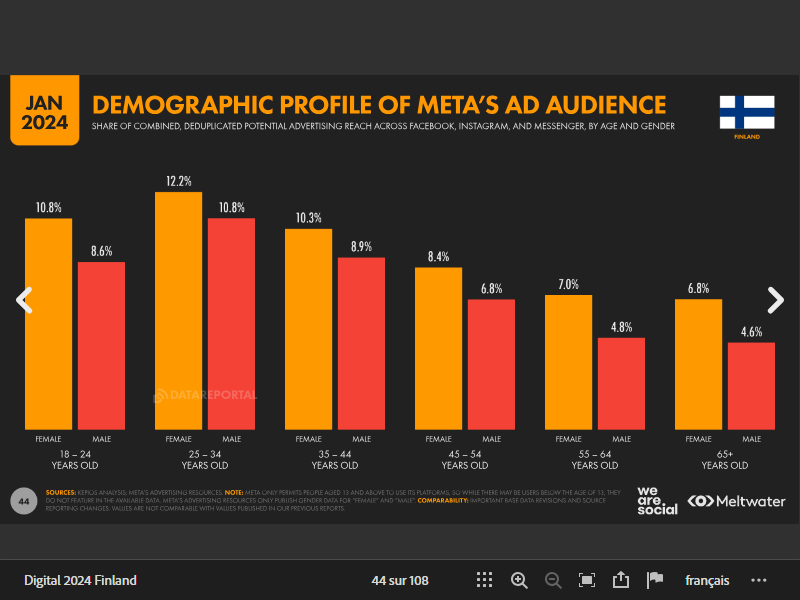 JAN
2024
DEMOGRAPHIC PROFILE OF META'S AD AUDIENCE
SHARE OF COMBINED, DEDUPLICATED POTENTIAL ADVERTISING REACH ACROSS FACEBOOK, INSTAGRAM, AND MESSENGER, BY AGE AND GENDER
FINLAND
10.8%
8.6%
12.2%
10.8%
10.3%
8.9%
8.4%
6.8%
7.0%
4.8%
6.8%
4.6%
DATAREPORTAL
FEMALE MALE FEMALE MALE FEMALE MALE FEMALE MALE FEMALE MALE FEMALE MALE
18 – 24 25 – 34 35 – 44 45 – 54 55 – 64 65+
YEARS OLD YEARS OLD YEARS OLD YEARS OLD YEARS OLD YEARS OLD
44
SOURCES: KEPIOS ANALYSIS; META'S ADVERTISING RESOURCES. NOTE: META ONLY PERMITS PEOPLE AGED 13 AND ABOVE TO USE ITS PLATFORMS, SO WHILE THERE MAY BE USERS BELOW THE AGE OF 13, THEY
DO NOT FEATURE IN THE AVAILABLE DATA. META'S ADVERTISING RESOURCES ONLY PUBLISH GENDER DATA FOR "FEMALE" AND "MALE". COMPARABILITY: IMPORTANT BASE DATA REVISIONS AND SOURCE
REPORTING CHANGES. VALUES ARE NOT COMPARABLE WITH VALUES PUBLISHED IN OUR PREVIOUS REPORTS.
we
are.
social
Meltwater
Digital 2024 Finland
44 sur 108
français